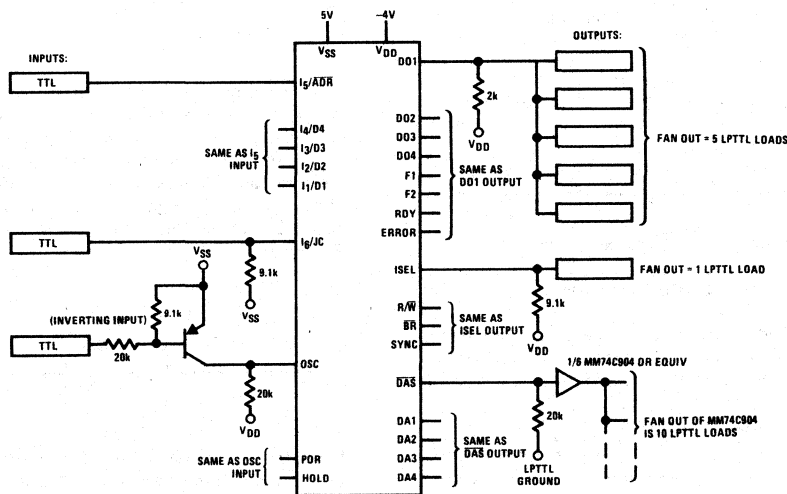 5V
-4V
VSS
VDD
INPUTS:
OUTPUTS:
TTL
I5/ADR
DO1
2k
VDD
FAN OUT = 5 LPTTL LOADS
I4/D4
I3/D3
I2/D2
I1/D1
SAME AS I5
INPUT
DO2
DO3
DO4
F1
F2
RDY
ERROR
SAME AS
DO1 OUTPUT
TTL
I6/JC
9.1k
VSS
ISEL
FAN OUT = 1 LPTTL LOAD
9.1k
VDD
VSS
9.1k
(INVERTING INPUT)
TTL
20k
OSC
20k
VDD
R/W
BR
SYNC
SAME AS
ISEL OUTPUT
1/6 MM74C904 OR EQUIV
DAS
20k
LPTTL
GROUND
FAN OUT OF MM74C904
IS 10 LPTTL LOADS
DA1
DA2
DA3
DA4
SAME AS
DAS OUTPUT
SAME AS OSC
INPUT
POR
HOLD